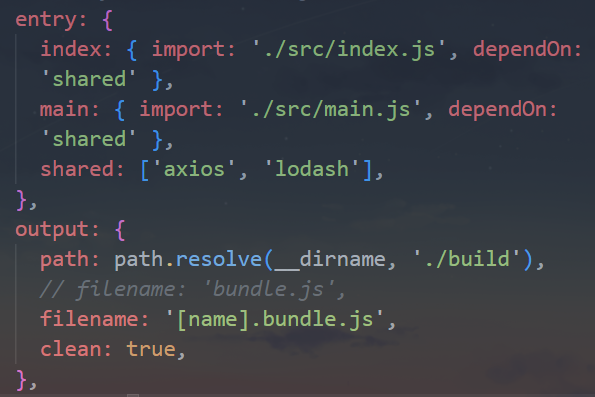 entry: {
index: { import: './src/index.js', dependOn:
'shared' },
main: { import: './src/main.js', dependOn:
'shared' },
shared: ['axios', 'lodash'],
},
output: {
path: path.resolve(__dirname, './build'),
// filename: 'bundle.js',
filename: '[name].bundle.js',
clean: true,
},